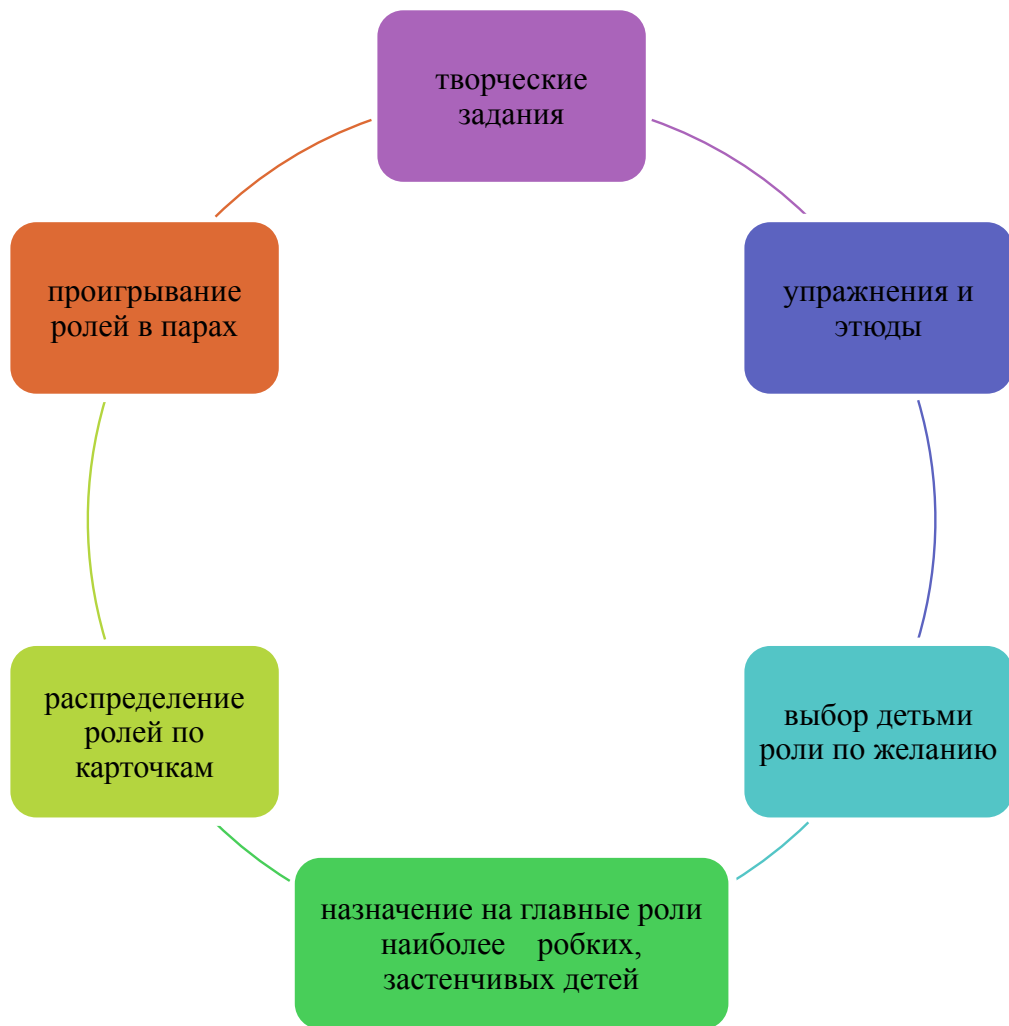 творческие
задания
упражнения и
этюды
выбор детьми
роли по желанию
назначение на главные роли
наиболее робких,
застенчивых детей
распределение
ролей по
карточкам
проигрывание
ролей в парах